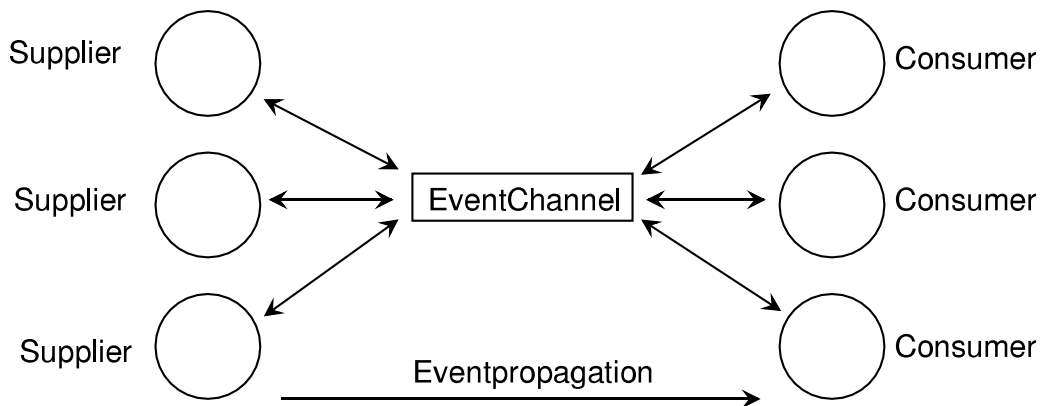 Supplier
Consumer
Supplier
EventChannel
Consumer
Supplier
Consumer
Eventpropagation